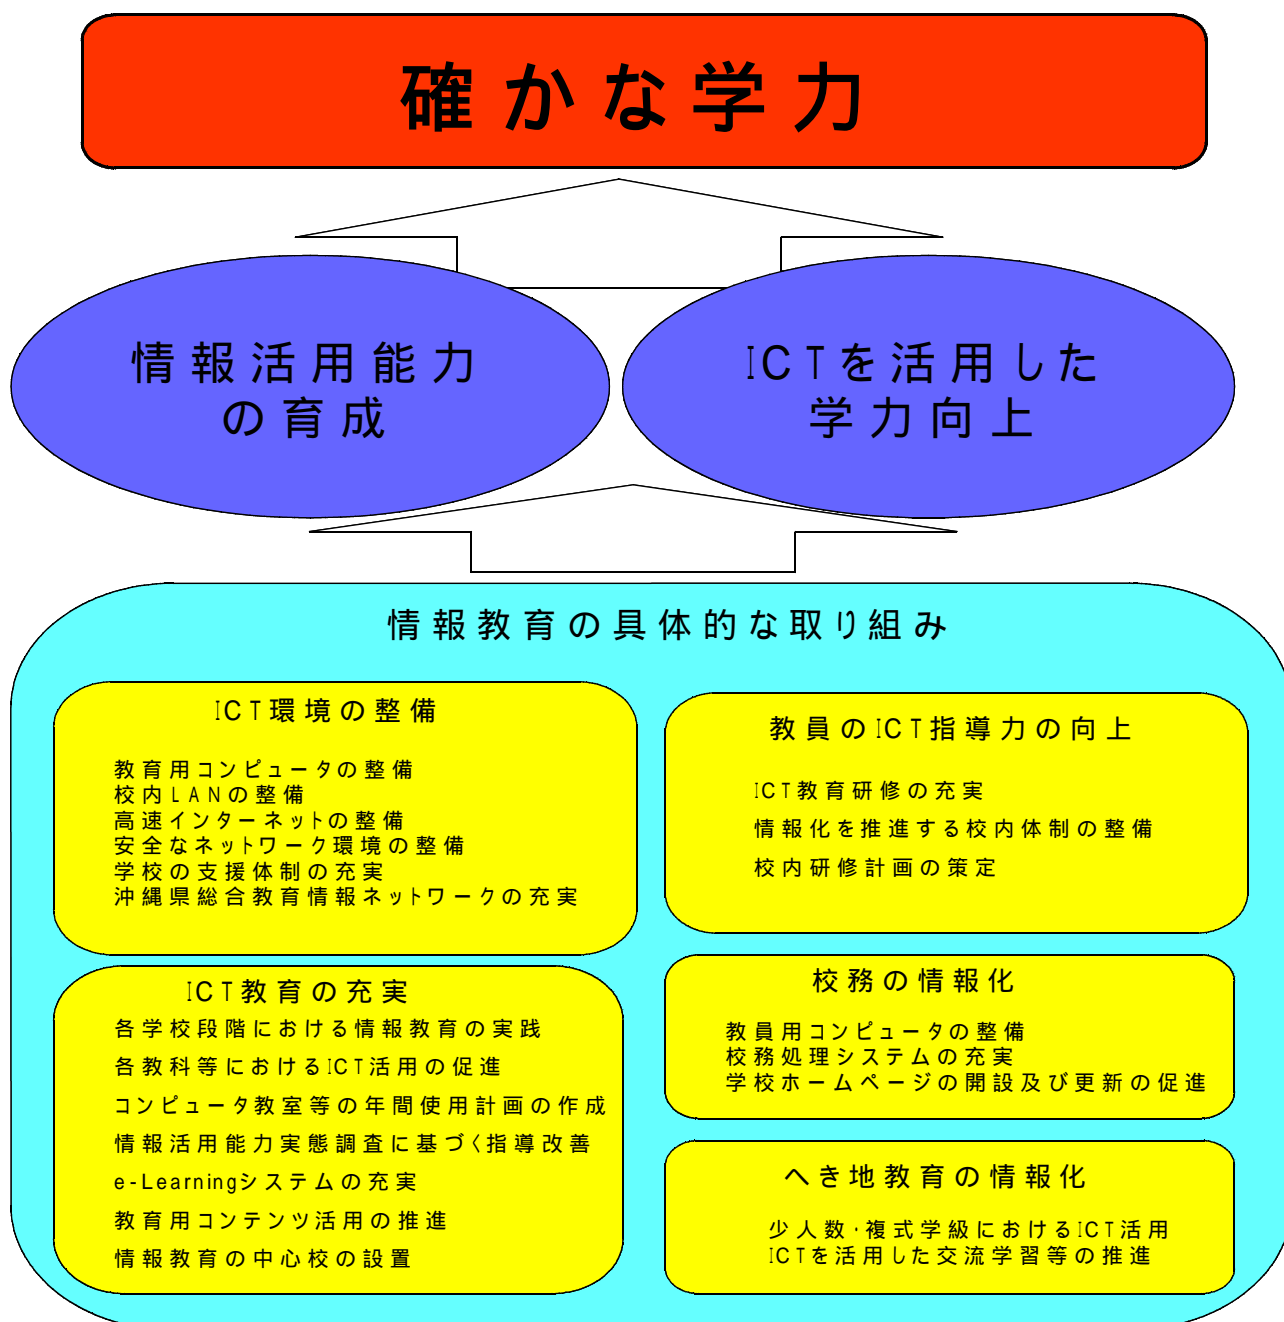 確かな学力
情報活用能力
の育成
ICTを活用した
学力向上
情報教育の具体的な取り組み
ICT環境の整備
教育用コンピュータの整備
校内LANの整備
高速インターネットの整備
安全なネットワーク環境の整備
学校の支援体制の充実
沖縄県総合教育情報ネットワークの充実
教員のICT指導力の向上
ICT教育研修の充実
情報化を推進する校内体制の整備
校内研修計画の策定
ICT教育の充実
各学校段階における情報教育の実践
各教科等におけるICT活用の促進
コンピュータ教室等の年間使用計画の作成
情報活用能力実態調査に基づく指導改善
e-Learningシステムの充実
教育用コンテンツ活用の推進
情報教育の中心校の設置
校務の情報化
教員用コンピュータの整備
校務処理システムの充実
学校ホームページの開設及び更新の促進
へき地教育の情報化
少人数・複式学級におけるICT活用
ICTを活用した交流学習等の推進